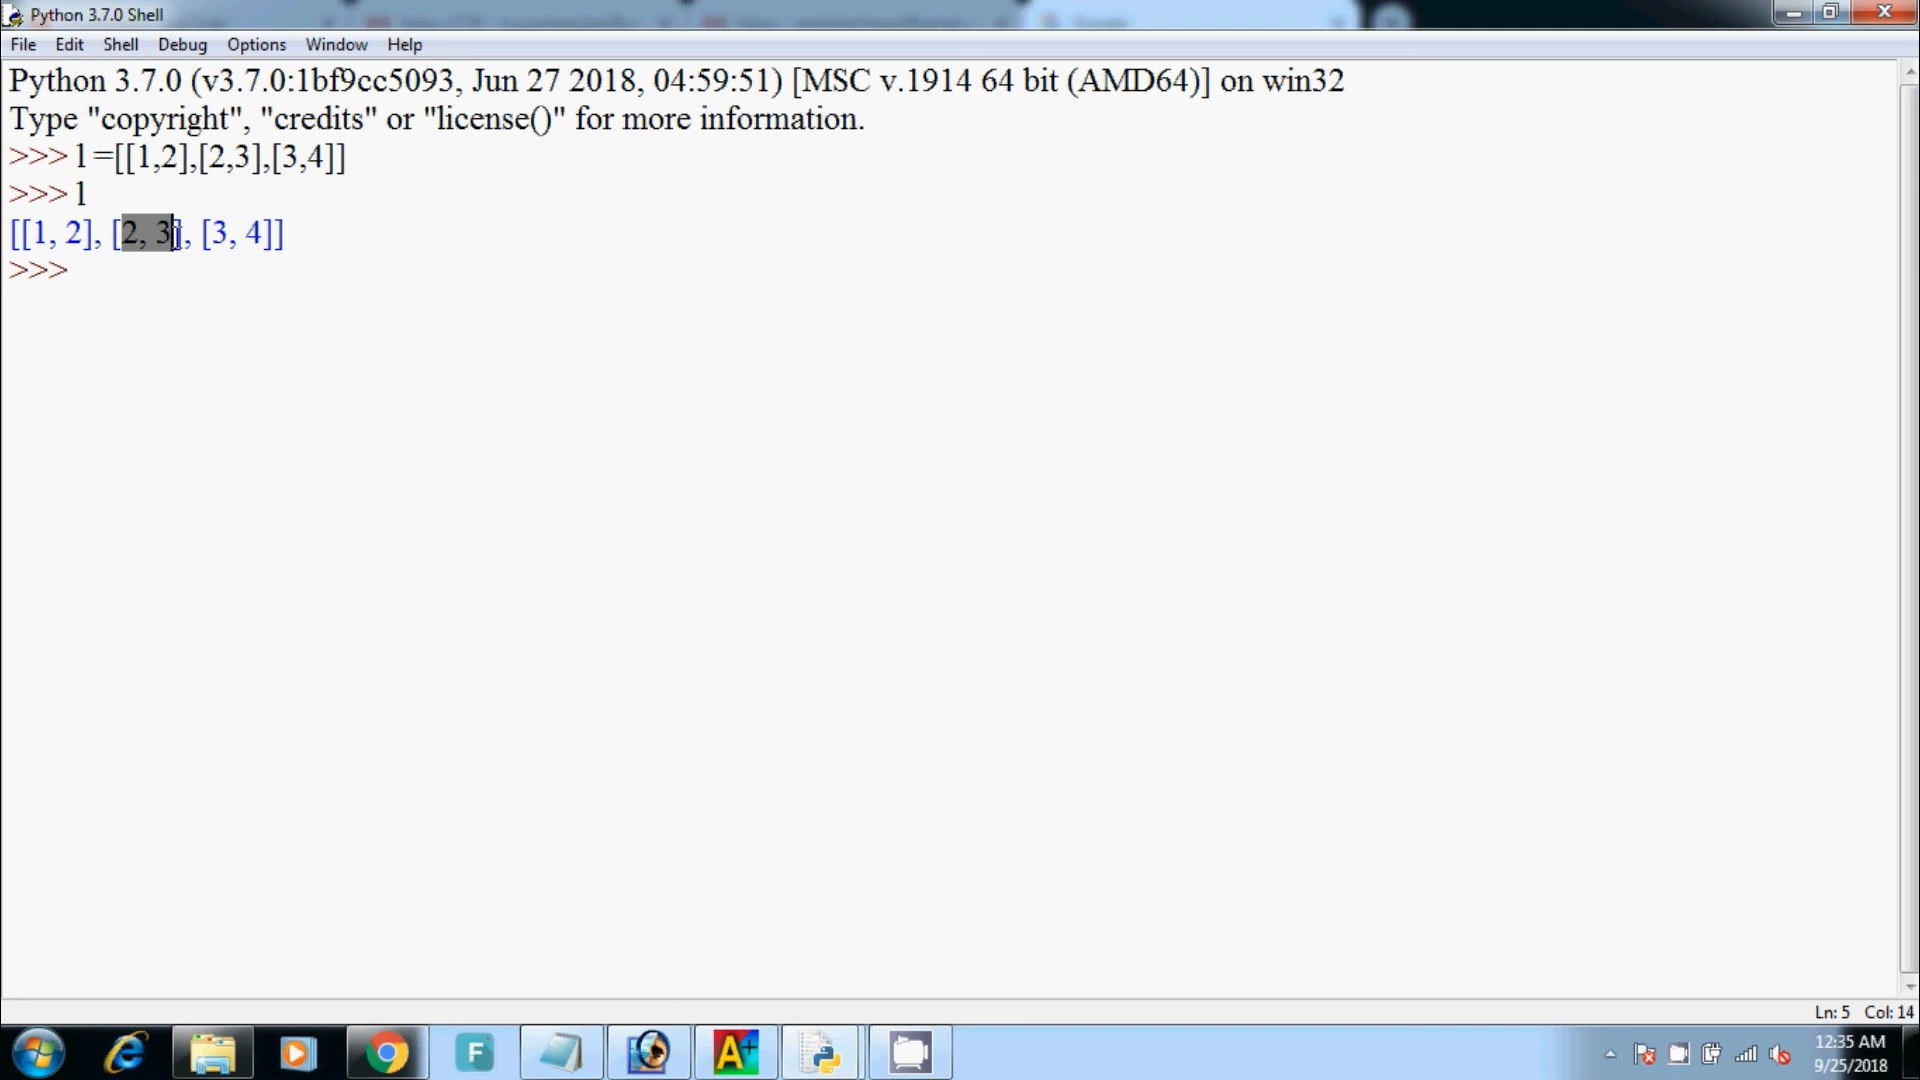 Python 3.7.0 Shell
File Edit Shell Debug Options Window Help
Python 3.7.0 (v3.7.0:1bf9cc5093, Jun 27 2018, 04:59:51) [MSC v.1914 64 bit (AMD64)] on win32
Type "copyright", "credits" or "license()" for more information.
>>> l =[[1,2],[2,3],[3,4]]
>>> l
[[1, 2], [2, 3], [3, 4]]
>>>
Ln: 5 Col: 14
F
A+
12:35 AM
9/25/2018